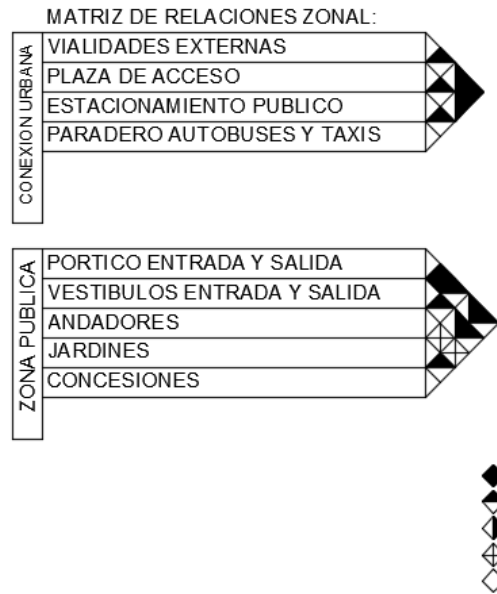 MATRIZ DE RELACIONES ZONAL:
CONEXION URBANA
VIALIDADES EXTERNAS
PLAZA DE ACCESO
ESTACIONAMIENTO PUBLICO
PARADERO AUTOBUSES Y TAXIS
ZONA PUBLICA
PORTICO ENTRADA Y SALIDA
VESTIBULOS ENTRADA Y SALIDA
ANDADORES
JARDINES
CONCESIONES